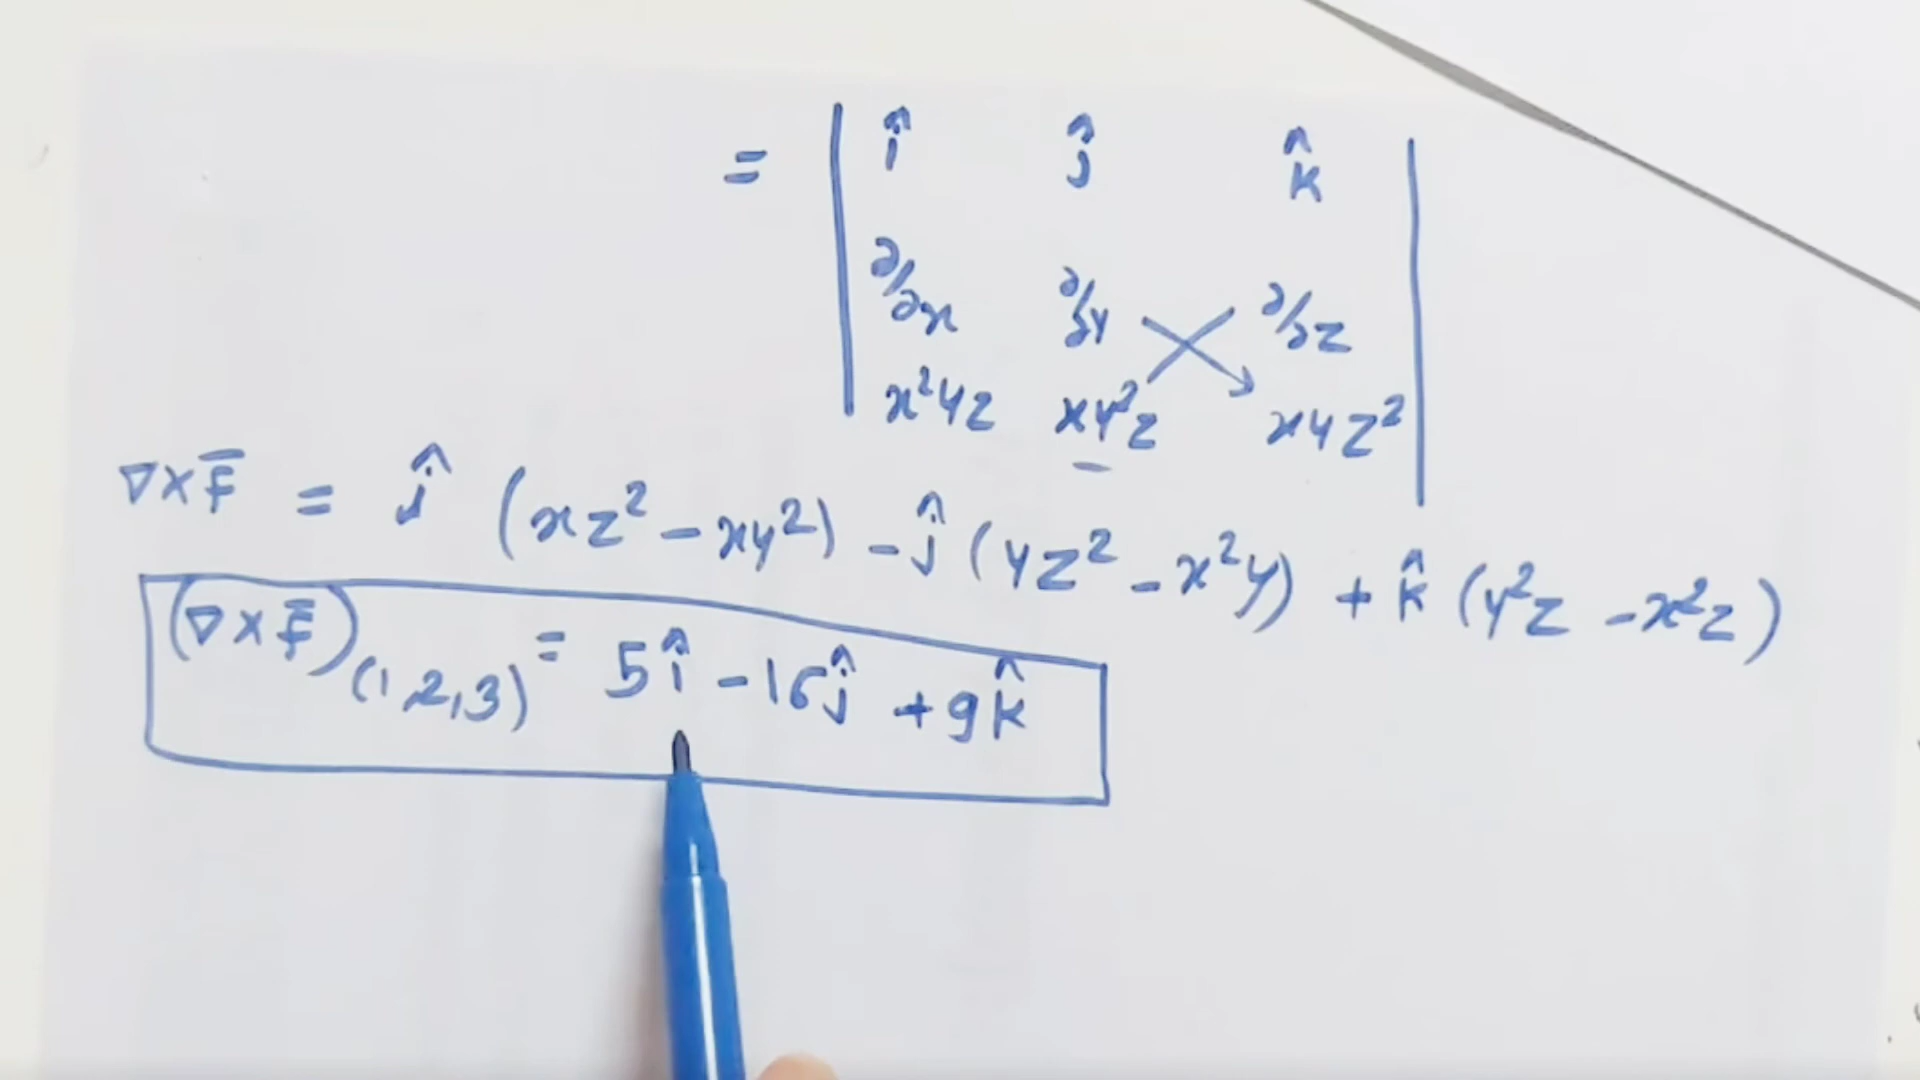 = | î ĵ k̂ |
∂/∂x ∂/∂y ∂/∂z
x²yz xy²z xyz²
∇×F̅ = î (xz² - xy²) - ĵ (yz² - x²y) + k̂ (y²z - x²z)
(∇×F̅)(1,2,3) = 5î - 16ĵ + 9k̂